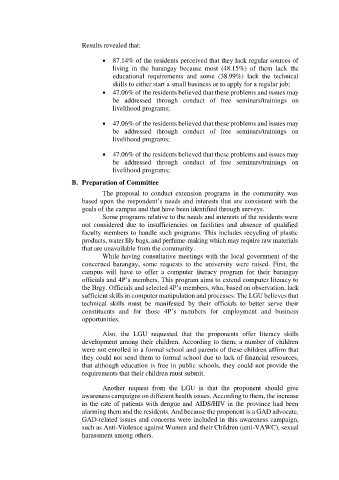 Results revealed that:
• 87.14% of the residents perceived that they lack regular sources of
living in the barangay because most (48.15%) of them lack the
educational requirements and some (38.99%) lack the technical
skills to either start a small business or to apply for a regular job;
• 47.06% of the residents believed that these problems and issues may
be addressed through conduct of free seminars/trainings on
livelihood programs;
• 47.06% of the residents believed that these problems and issues may
be addressed through conduct of free seminars/trainings on
livelihood programs;
• 47.06% of the residents believed that these problems and issues may
be addressed through conduct of free seminars/trainings on
livelihood programs;
B. Preparation of Committee
The proposal to conduct extension programs in the community was
based upon the respondent's needs and interests that are consistent with the
goals of the campus and that have been identified through surveys.
Some programs relative to the needs and interests of the residents were
not considered due to insufficiencies on facilities and absence of qualified
faculty members to handle such programs. This includes recycling of plastic
products, water lily bags, and perfume-making which may require raw materials
that are unavailable from the community.
While having consultative meetings with the local government of the
concerned barangay, some requests to the university were raised. First, the
campus will have to offer a computer literacy program for their barangay
officials and 4P's members. This program aims to extend computer literacy to
the Brgy. Officials and selected 4P's members, who, based on observation, lack
sufficient skills in computer manipulation and processes. The LGU believes that
technical skills must be manifested by their officials to better serve their
constituents and for those 4P's members for employment and business
opportunities.
Also, the LGU requested that the proponents offer literacy skills
development among their children. According to them, a number of children
were not enrolled in a formal school and parents of these children affirm that
they could not send them to formal school due to lack of financial resources,
that although education is free in public schools, they could not provide the
requirements that their children must submit.
Another request from the LGU is that the proponent should give
awareness campaigns on different health issues. According to them, the increase
in the rate of patients with dengue and AIDS/HIV in the province had been
alarming them and the residents. And because the proponent is a GAD advocate,
GAD-related issues and concerns were included in this awareness campaign,
such as Anti-Violence against Women and their Children (anti-VAWC), sexual
harassment among others.